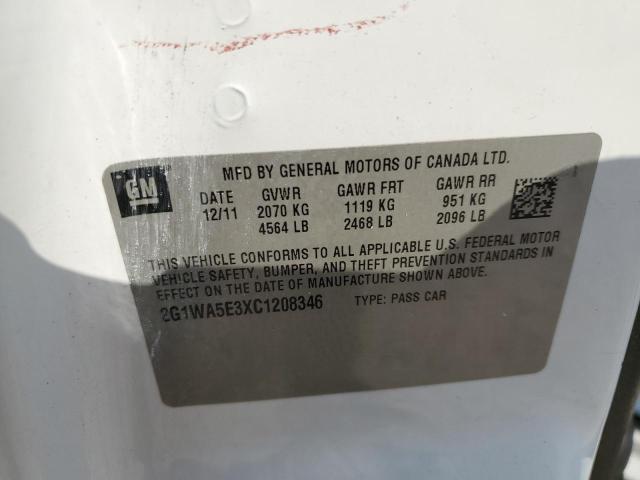 MFD BY GENERAL MOTORS OF CANADA LTD.
GM
DATE GVWR GAWR FRT GAWR RR
12/11 2070 KG 1119 KG 951 KG
4564 LB 2468 LB 2096 LB
THIS VEHICLE CONFORMS TO ALL APPLICABLE U.S. FEDERAL MOTOR
VEHICLE SAFETY, BUMPER, AND THEFT PREVENTION STANDARDS IN
EFFECT ON THE DATE OF MANUFACTURE SHOWN ABOVE.
2G1WA5E3XC1208346 TYPE: PASS CAR